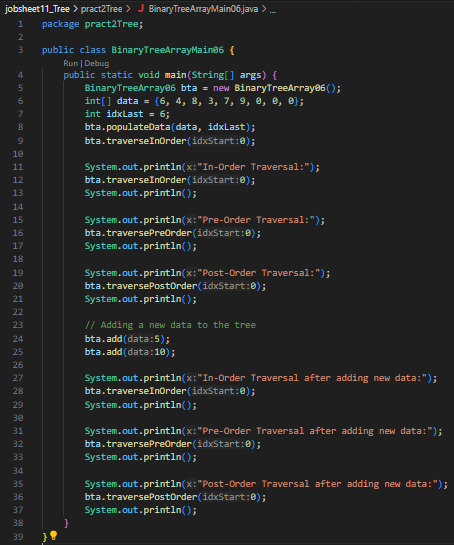 jobsheet11_Tree > pract2Tree > J BinaryTreeArrayMain06.java > ...
1 package pract2Tree;
2
3 public class BinaryTreeArrayMain06 {
Run | Debug
4 public static void main(String[] args) {
5 BinaryTreeArray06 bta = new BinaryTreeArray06();
6 int[] data = {6, 4, 8, 3, 7, 9, 0, 0, 0};
7 int idxLast = 6;
8 bta.populateData(data, idxLast);
9 bta.traverseInOrder(idxStart:0);
10
11 System.out.println(x:"In-Order Traversal:");
12 bta.traverseInOrder(idxStart:0);
13 System.out.println();
14
15 System.out.println(x:"Pre-Order Traversal:");
16 bta.traversePreOrder(idxStart:0);
17 System.out.println();
18
19 System.out.println(x:"Post-Order Traversal:");
20 bta.traversePostOrder(idxStart:0);
21 System.out.println();
22
23 // Adding a new data to the tree
24 bta.add(data:5);
25 bta.add(data:10);
26
27 System.out.println(x:"In-Order Traversal after adding new data:");
28 bta.traverseInOrder(idxStart:0);
29 System.out.println();
30
31 System.out.println(x:"Pre-Order Traversal after adding new data:");
32 bta.traversePreOrder(idxStart:0);
33 System.out.println();
34
35 System.out.println(x:"Post-Order Traversal after adding new data:");
36 bta.traversePostOrder(idxStart:0);
37 System.out.println();
38 }
39 }